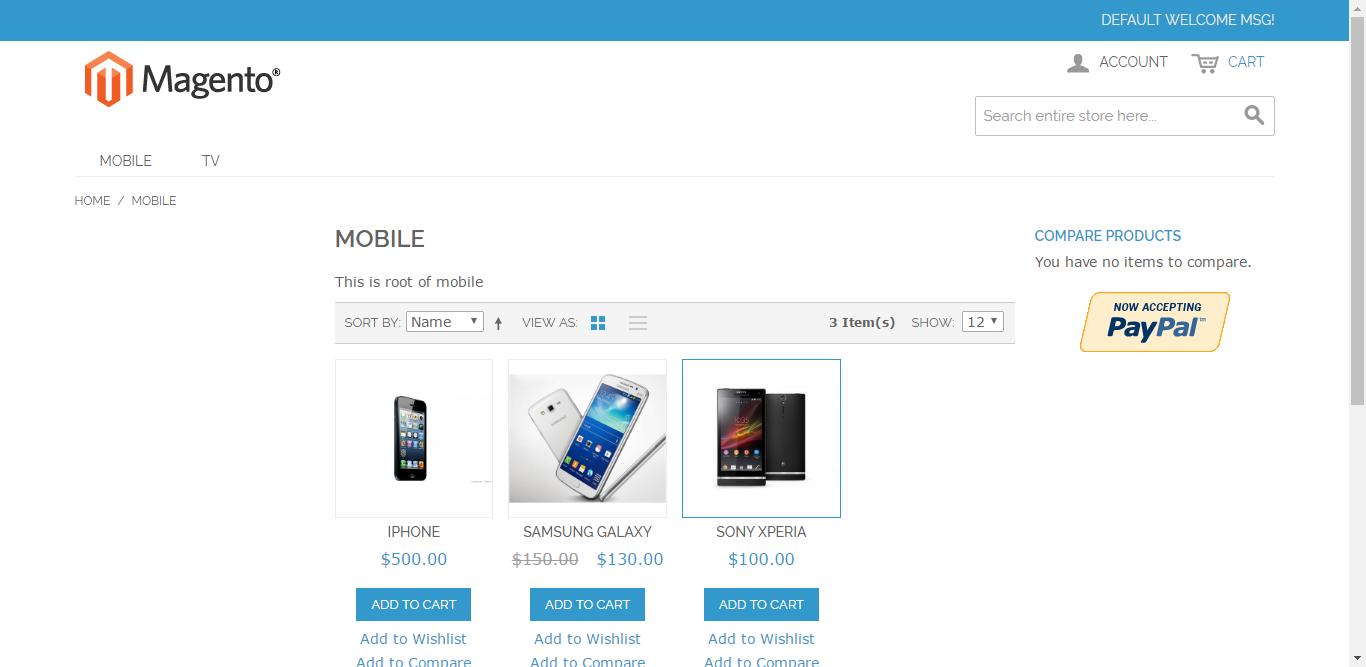 DEFAULT WELCOME MSG!
Magento®
ACCOUNT CART
Search entire store here...
MOBILE TV
HOME / MOBILE
MOBILE
This is root of mobile
SORT BY: Name VIEW AS: 3 Item(s) SHOW: 12
IPHONE
$500.00
ADD TO CART
Add to Wishlist
Add to Compare
SAMSUNG GALAXY
$150.00 $130.00
ADD TO CART
Add to Wishlist
Add to Compare
SONY XPERIA
$100.00
ADD TO CART
Add to Wishlist
Add to Compare
COMPARE PRODUCTS
You have no items to compare.
NOW ACCEPTING
PayPal™